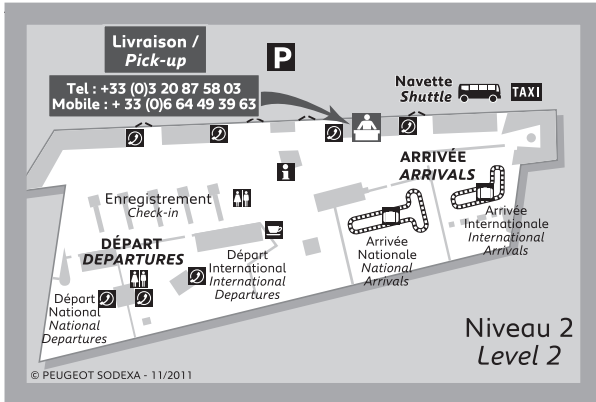 Livraison /
Pick-up
P
Tel : +33 (0)3 20 87 58 03
Mobile : + 33 (0)6 64 49 39 63
Navette
Shuttle
TAXI
i
ARRIVÉE
ARRIVALS
Enregistrement
Check-in
Arrivée
Internationale
International
Arrivals
DÉPART
DEPARTURES
Départ
International
International
Departures
Arrivée
Nationale
National
Arrivals
Départ
National
National
Departures
Niveau 2
Level 2
© PEUGEOT SODEXA - 11/2011